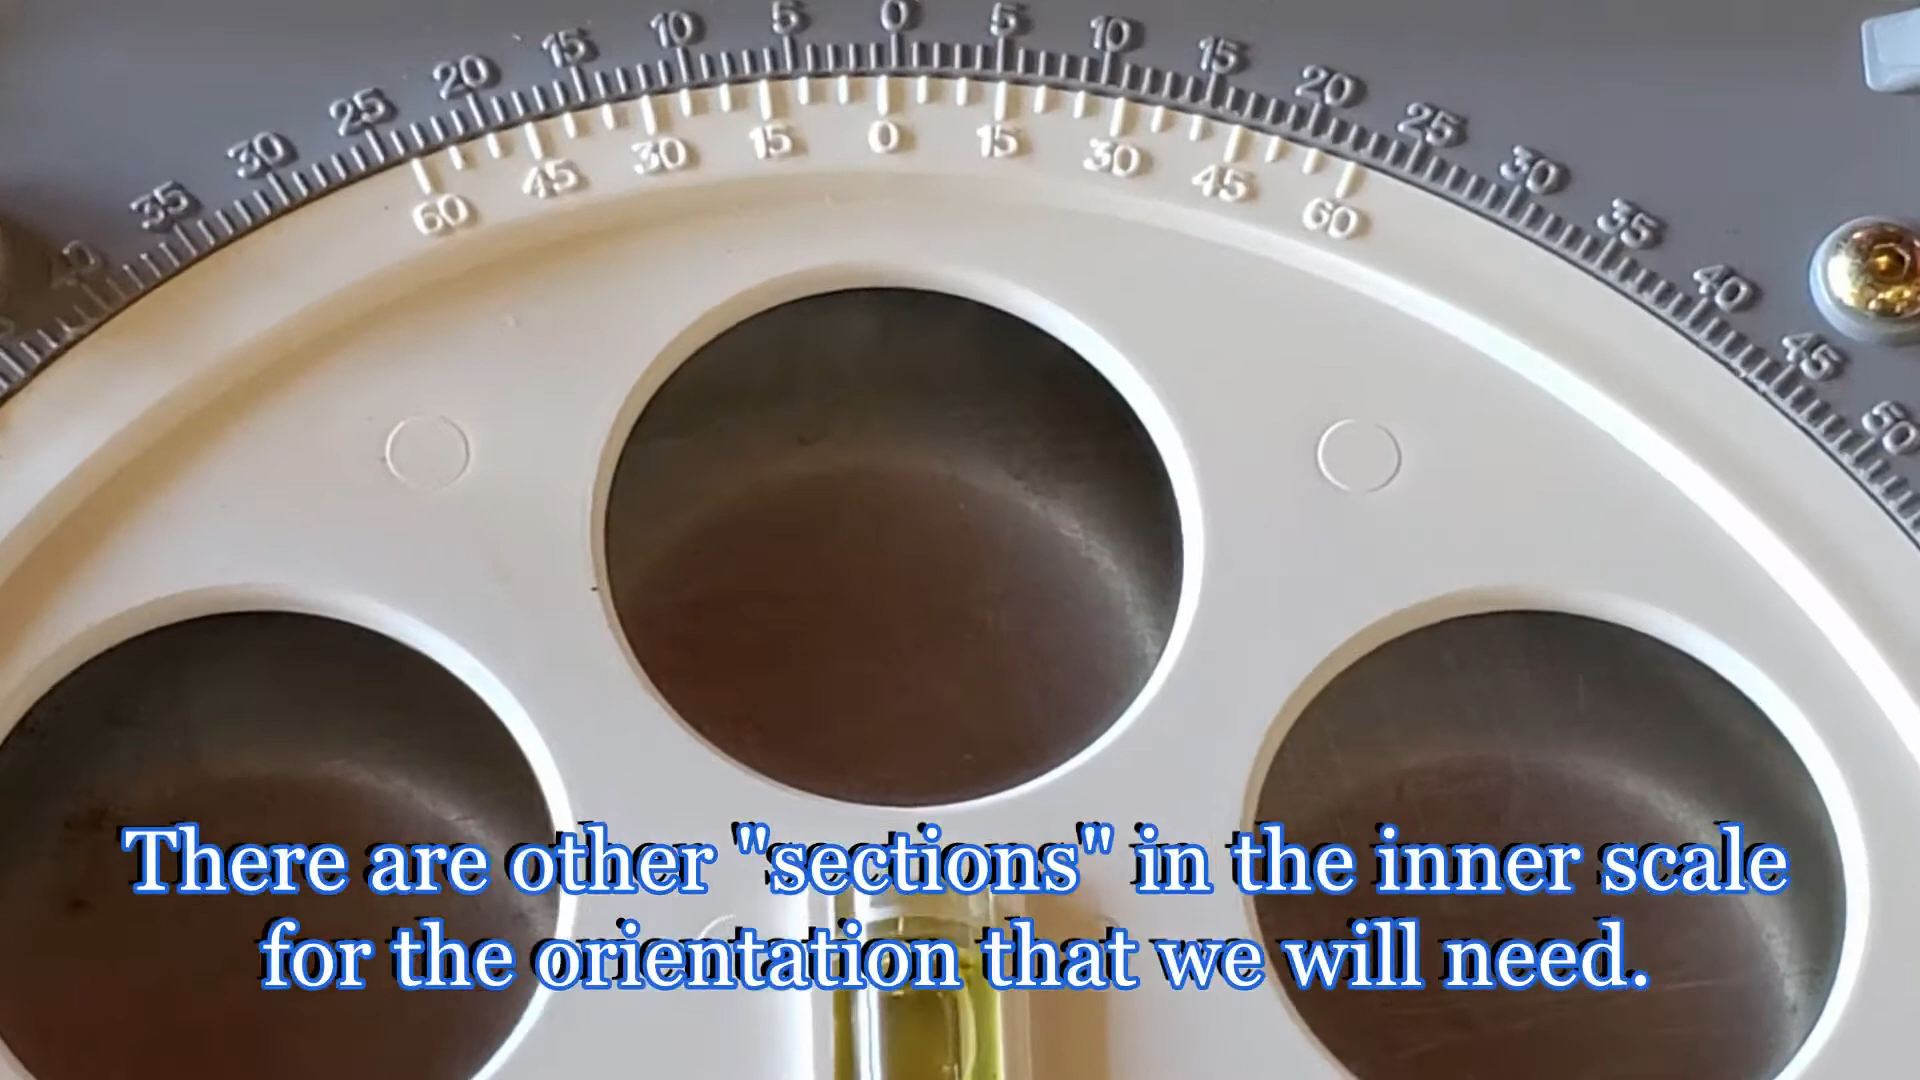 35 30 25 20 15 10 5 0 5 10 15 20 25 30 35 40 45 50
60 45 30 15 0 15 30 45 60
There are other "sections" in the inner scale
for the orientation that we will need.